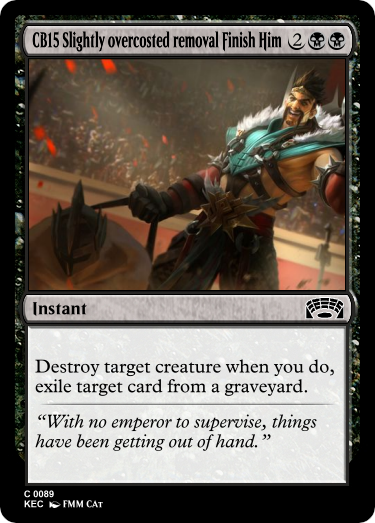 CB15 Slightly overcosted removal Finish Him 2
Instant
Destroy target creature when you do,
exile target card from a graveyard.
“With no emperor to supervise, things
have been getting out of hand.”
C 0089
KEC FMM CAt